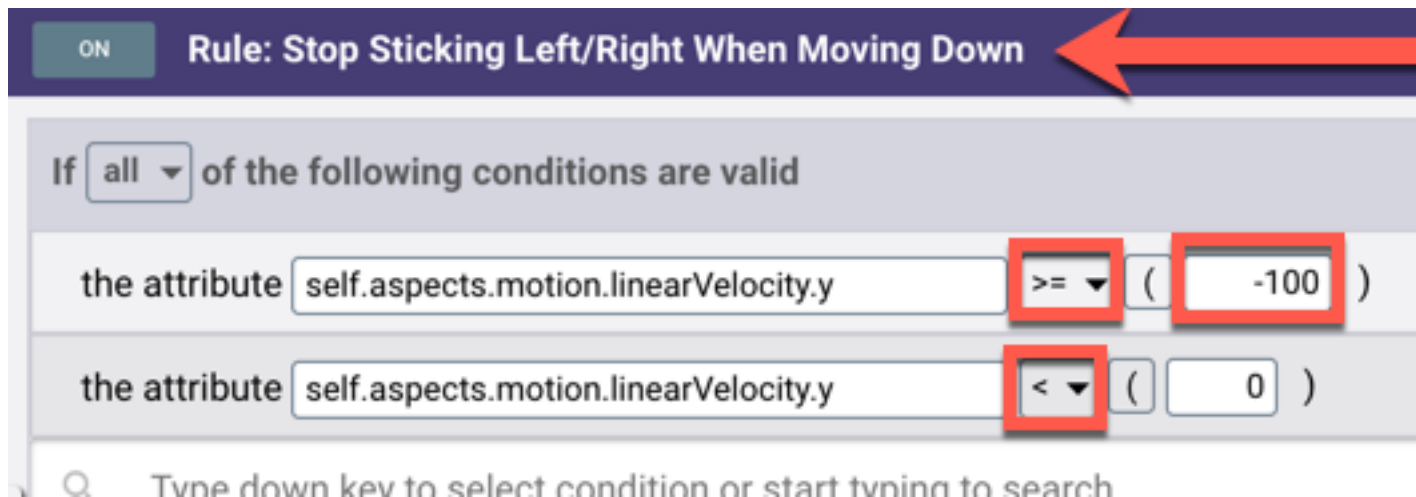 ON Rule: Stop Sticking Left/Right When Moving Down
If all of the following conditions are valid
the attribute self.aspects.motion.linearVelocity.y >= ( -100 )
the attribute self.aspects.motion.linearVelocity.y < ( 0 )
Type down key to select condition or start typing to search